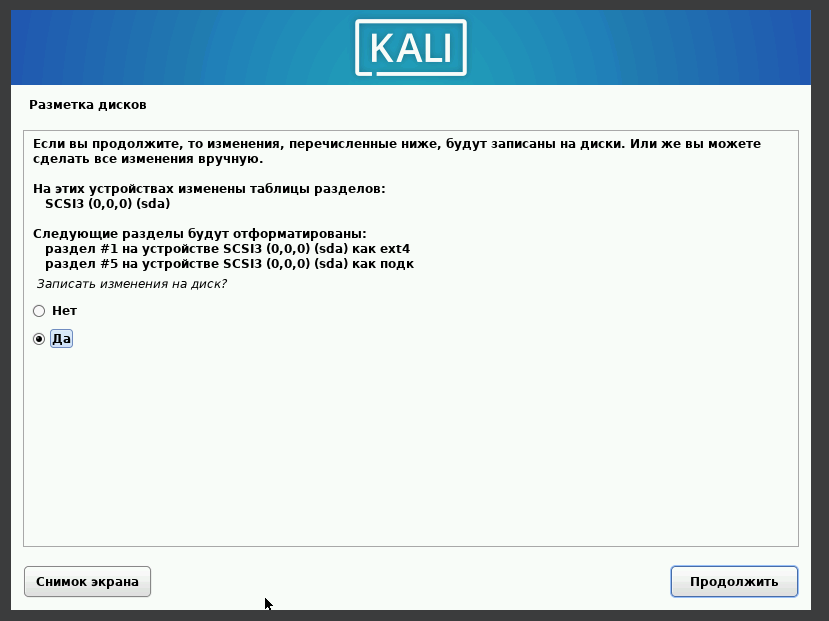 KALI
Разметка дисков
Если вы продолжите, то изменения, перечисленные ниже, будут записаны на диски. Или же вы можете
сделать все изменения вручную.
На этих устройствах изменены таблицы разделов:
SCSI3 (0,0,0) (sda)
Следующие разделы будут отформатированы:
раздел #1 на устройстве SCSI3 (0,0,0) (sda) как ext4
раздел #5 на устройстве SCSI3 (0,0,0) (sda) как подк
Записать изменения на диск?
Нет
Да
Снимок экрана
Продолжить